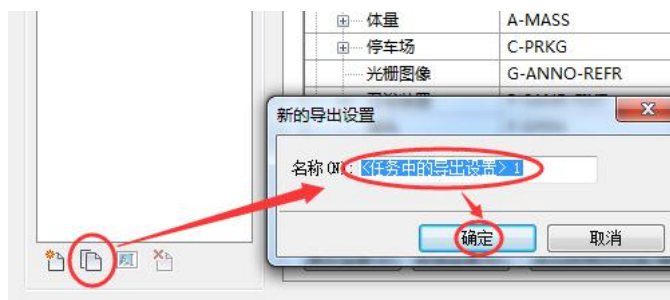 体量 A-MASS
停车场 C-PRKG
光栅图像 G-ANNO-REFR
新的导出设置
名称(N): <任务中的导出设置> 1
确定 取消